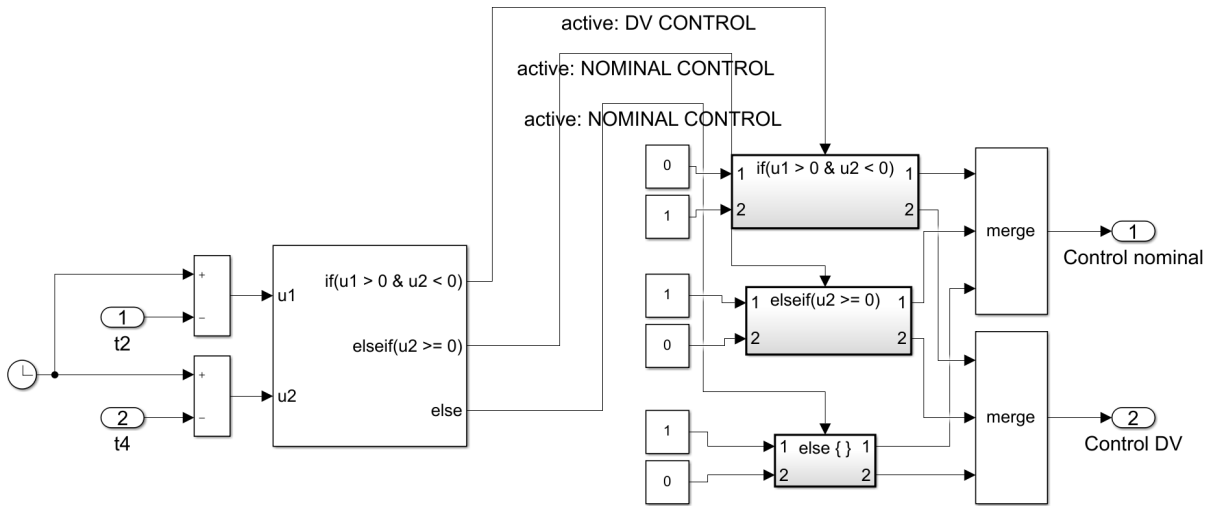 active: DV CONTROL
active: NOMINAL CONTROL
active: NOMINAL CONTROL
0
1
1 if(u1 > 0 & u2 < 0) 1
2 2
merge
1
Control nominal
+
−
1
t2
u1
if(u1 > 0 & u2 < 0)
elseif(u2 >= 0)
else
u2
+
−
2
t4
1
0
1 elseif(u2 >= 0) 1
2 2
1
0
1 else { } 1
2 2
merge
2
Control DV